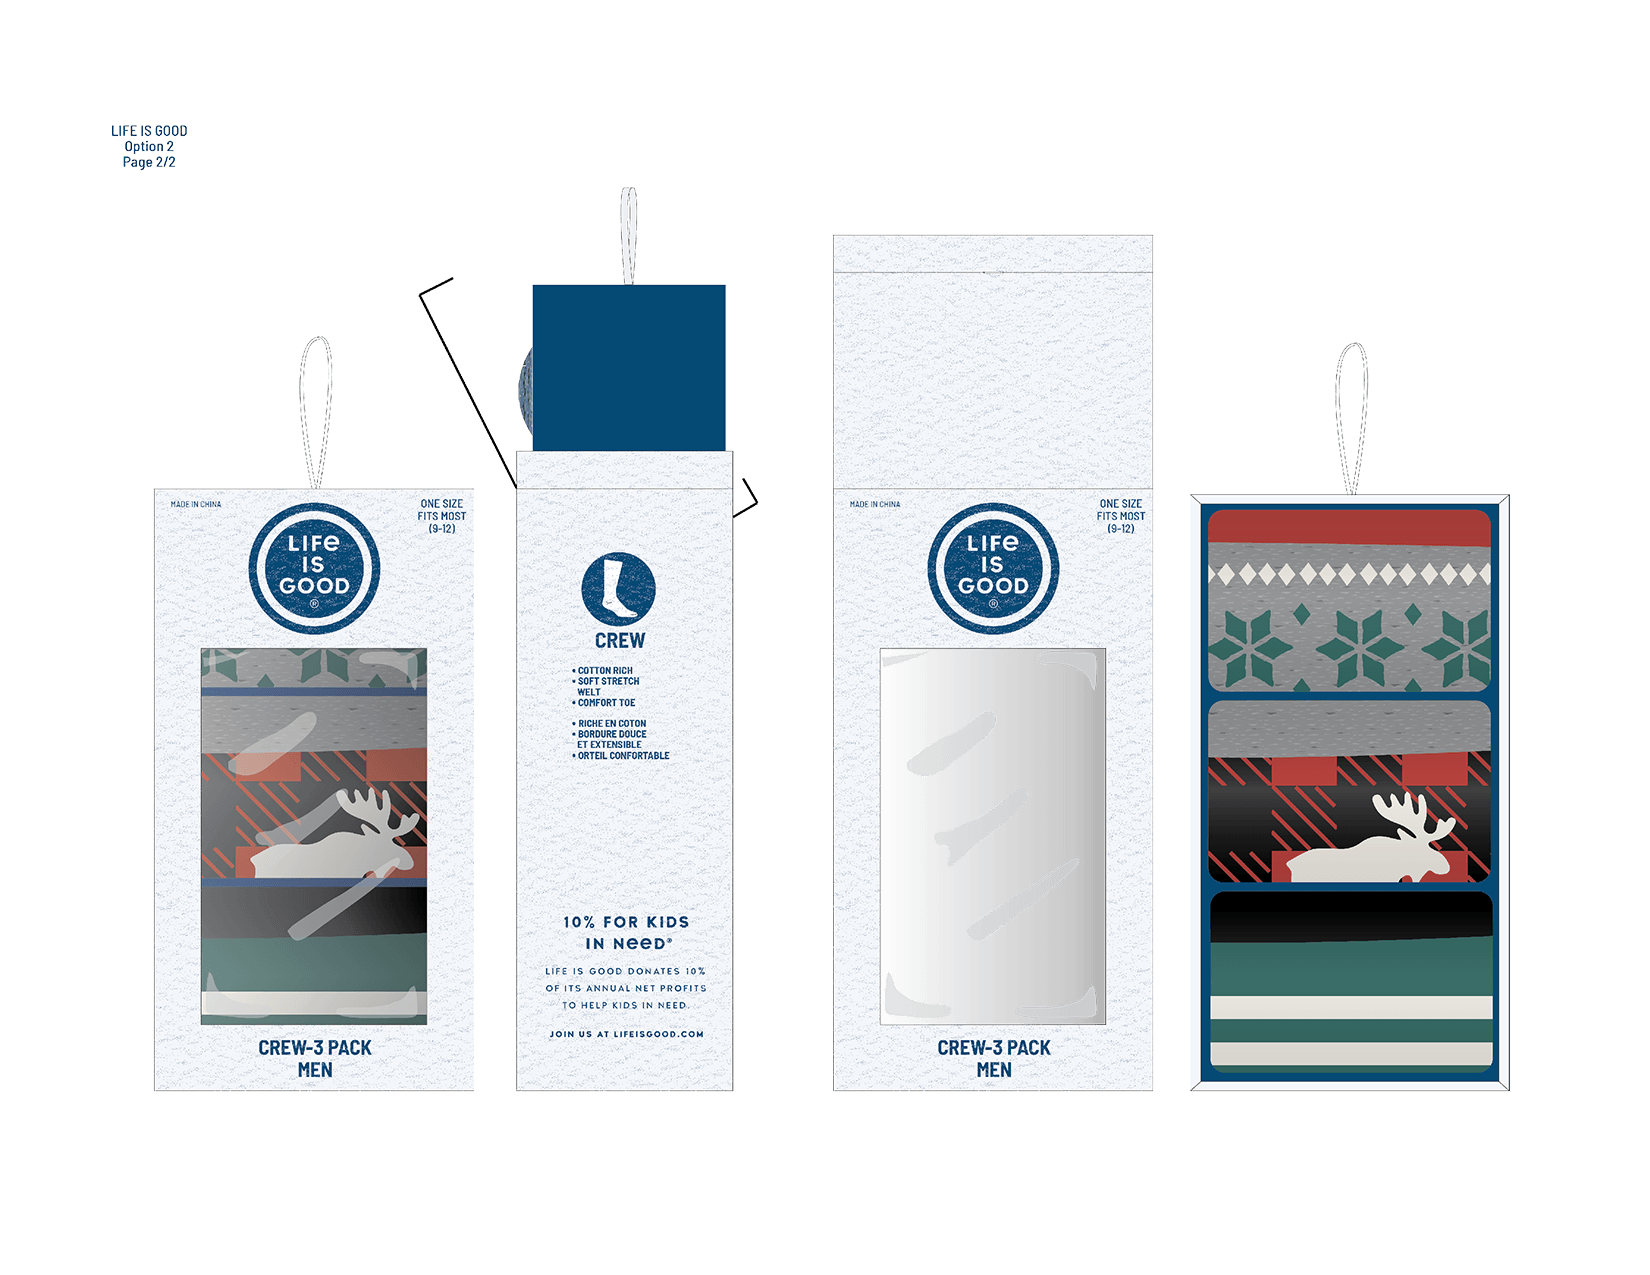 LIFE IS GOOD
Option 2
Page 2/2
MADE IN CHINA
ONE SIZE
FITS MOST
(9-12)
LIFe
IS
GOOD
®
CREW-3 PACK
MEN
CREW
• COTTON RICH
• SOFT STRETCH
WELT
• COMFORT TOE
• RICHE EN COTON
• BORDURE DOUCE
ET EXTENSIBLE
• ORTEIL CONFORTABLE
10% FOR KIDS
IN NeeD®
LIFE IS GOOD DONATES 10%
OF ITS ANNUAL NET PROFITS
TO HELP KIDS IN NEED.
JOIN US AT LIFEISGOOD.COM
MADE IN CHINA
ONE SIZE
FITS MOST
(9-12)
LIFe
IS
GOOD
®
CREW-3 PACK
MEN